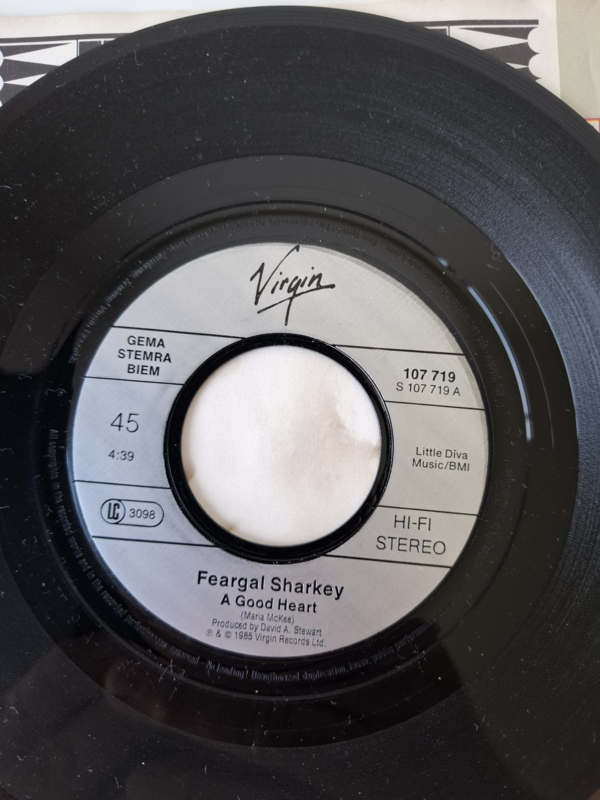 Virgin
GEMA
STEMRA
BIEM
107 719
S 107 719 A
45
4:39
Little Diva
Music/BMI
LC 3098
HI-FI
STEREO
Feargal Sharkey
A Good Heart
(Maria McKee)
Produced by David A. Stewart
℗ & © 1985 Virgin Records Ltd.